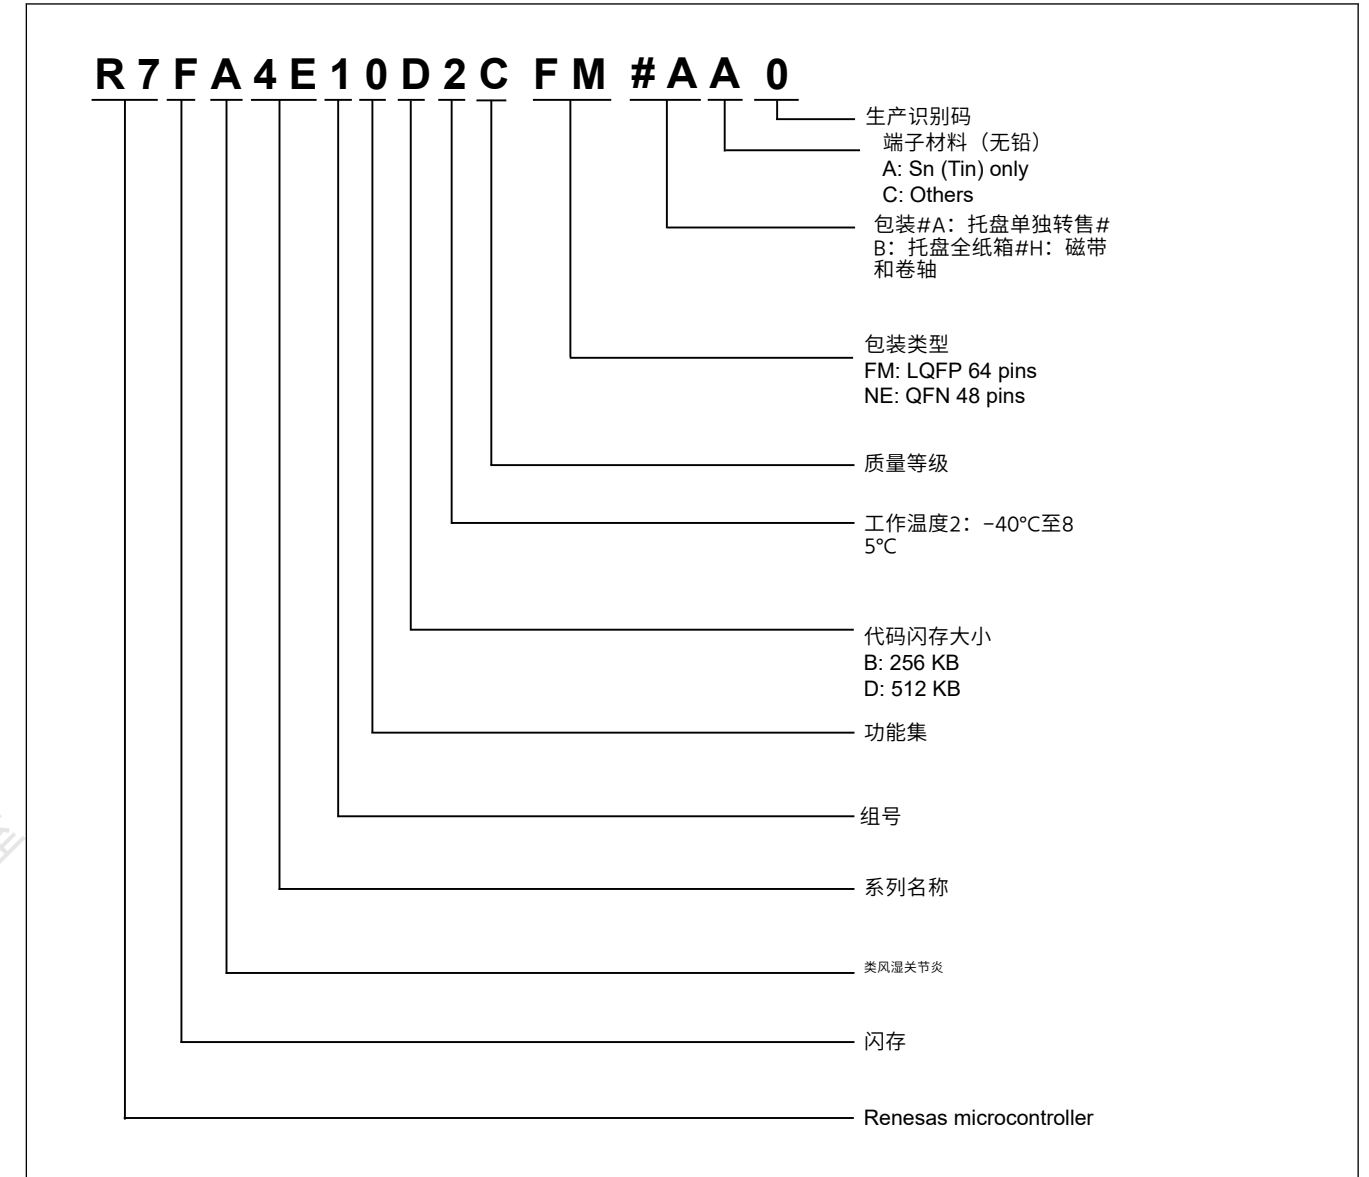 R7FA4E10D2CFM#AA0
生产识别码
端子材料（无铅）
A: Sn (Tin) only
C: Others
包装#A：托盘单独转售#
B：托盘全纸箱#H：磁带
和卷轴
包装类型
FM: LQFP 64 pins
NE: QFN 48 pins
质量等级
工作温度2：−40°C至8
5°C
代码闪存大小
B: 256 KB
D: 512 KB
功能集
组号
系列名称
类风湿关节炎
闪存
Renesas microcontroller